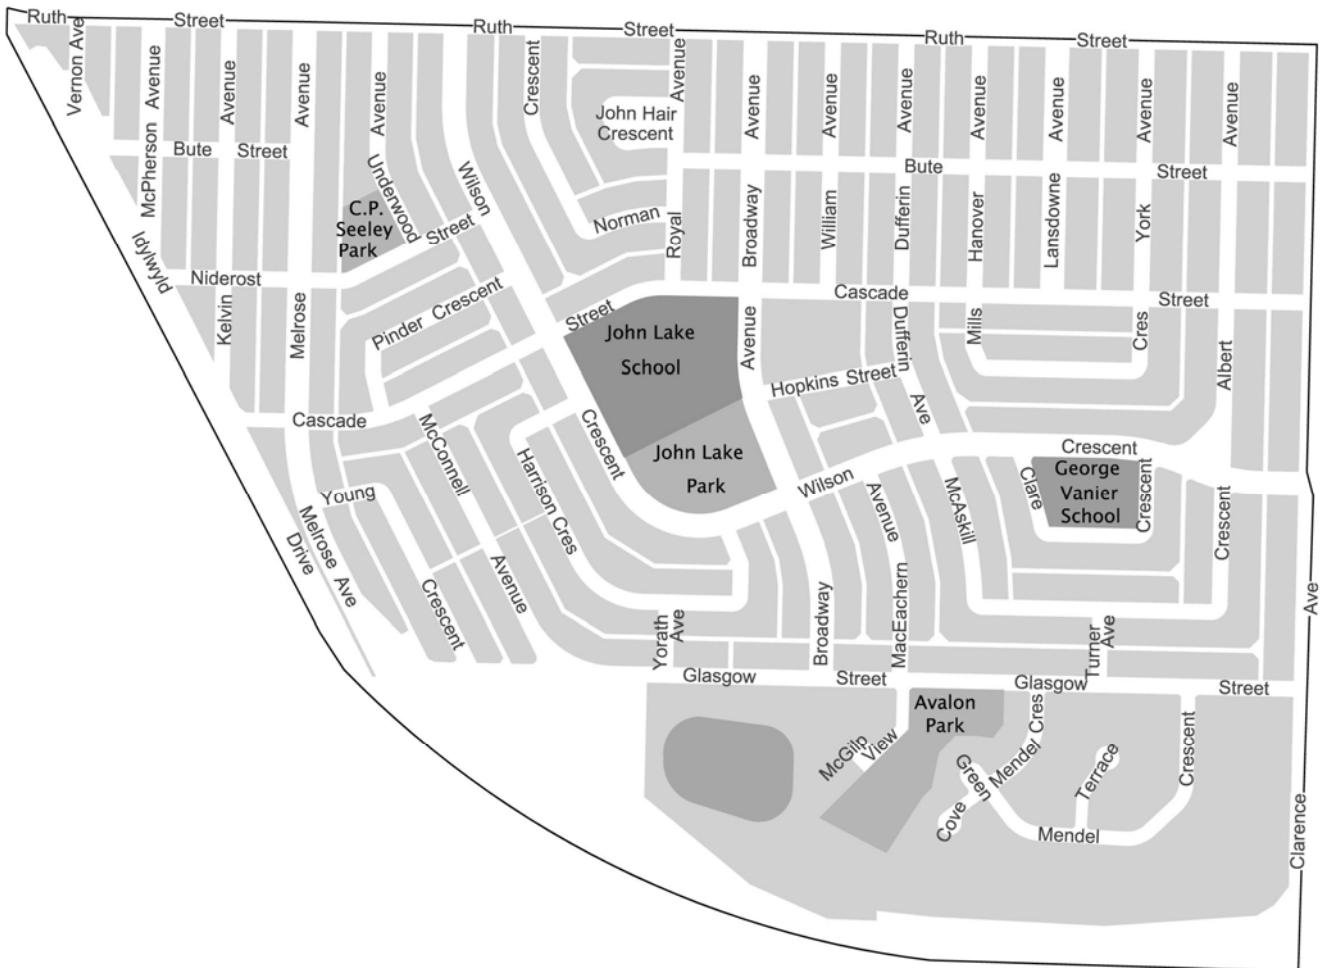 Ruth Street Ruth Street Ruth Street
Vernon Ave
McPherson Avenue
Avenue
Avenue
Avenue
Crescent
Avenue
Avenue
Avenue
Avenue
Avenue
Avenue
Avenue
Avenue
John Hair
Crescent
Bute Street
Bute Street
Underwood
Wilson
Norman
Royal
Broadway
William
Dufferin
Hanover
Lansdowne
York
C.P.
Seeley
Park
Street
Idylwyld
Niderost
Kelvin
Melrose
Pinder Crescent
Street
Cascade Street
John Lake
School
Avenue
Dufferin
Mills
Cres
Albert
Hopkins Street
Ave
Cascade
McConnell
Crescent
John Lake
Park
Wilson
Crescent
George
Vanier
School
Clare
Crescent
Crescent
Young
Harrison Cres
Melrose Ave
Drive
Avenue
McAskill
Avenue
MacEachern
Crescent
Broadway
Yorath
Ave
Turner
Ave
Ave
Glasgow Street Glasgow Street
Avalon
Park
McGilp
View
Mendel Cres
Green
Cove
Terrace
Crescent
Mendel
Clarence